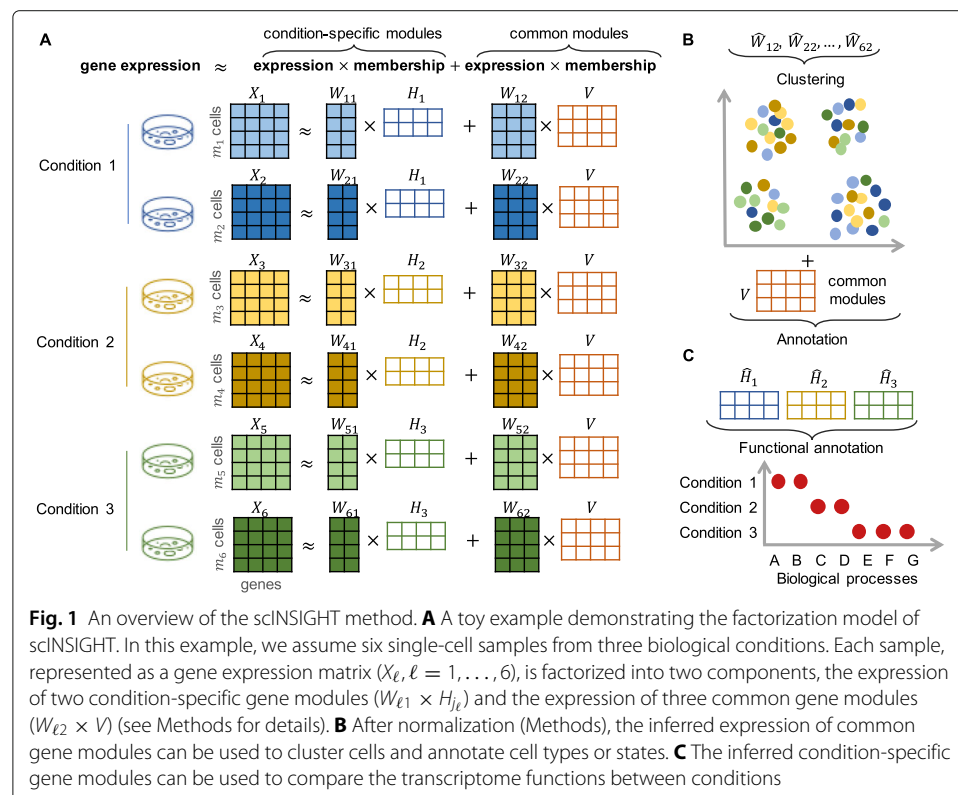 A
condition-specific modules common modules
gene expression ≈ expression × membership + expression × membership
X₁ W₁₁ H₁ W₁₂ V
m₁ cells ≈ × + ×
Condition 1
X₂ W₂₁ H₁ W₂₂ V
m₂ cells ≈ × + ×
X₃ W₃₁ H₂ W₃₂ V
m₃ cells ≈ × + ×
Condition 2
X₄ W₄₁ H₂ W₄₂ V
m₄ cells ≈ × + ×
X₅ W₅₁ H₃ W₅₂ V
m₅ cells ≈ × + ×
Condition 3
X₆ W₆₁ H₃ W₆₂ V
m₆ cells ≈ × + ×
genes
B
Ŵ₁₂, Ŵ₂₂, ..., Ŵ₆₂
Clustering
+
V common
modules
Annotation
C
Ĥ₁ Ĥ₂ Ĥ₃
Functional annotation
Condition 1
Condition 2
Condition 3
A B C D E F G
Biological processes
Fig. 1 An overview of the scINSIGHT method. A A toy example demonstrating the factorization model of
scINSIGHT. In this example, we assume six single-cell samples from three biological conditions. Each sample,
represented as a gene expression matrix (Xℓ, ℓ = 1, . . . , 6), is factorized into two components, the expression
of two condition-specific gene modules (Wℓ1 × Hjℓ) and the expression of three common gene modules
(Wℓ2 × V) (see Methods for details). B After normalization (Methods), the inferred expression of common
gene modules can be used to cluster cells and annotate cell types or states. C The inferred condition-specific
gene modules can be used to compare the transcriptome functions between conditions